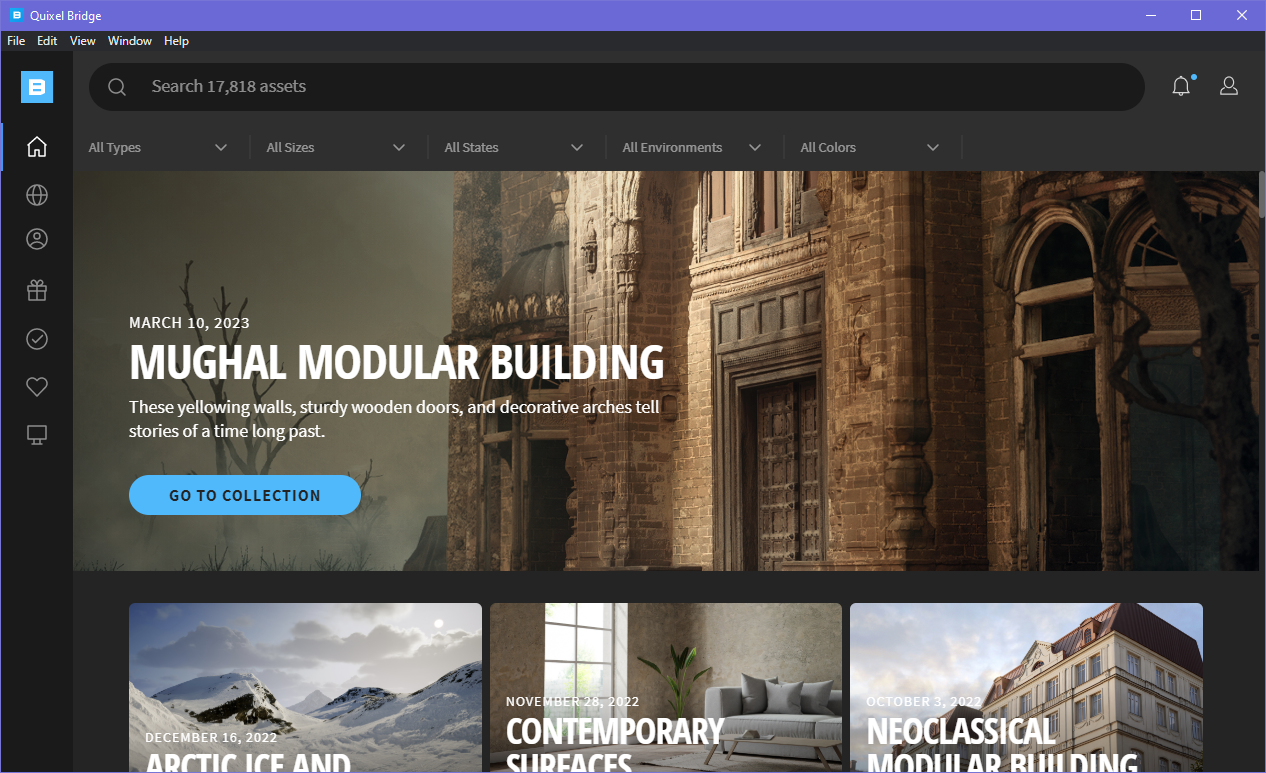 Quixel Bridge
File Edit View Window Help
Search 17,818 assets
All Types All Sizes All States All Environments All Colors
MARCH 10, 2023
MUGHAL MODULAR BUILDING
These yellowing walls, sturdy wooden doors, and decorative arches tell
stories of a time long past.
GO TO COLLECTION
DECEMBER 16, 2022
ARCTIC ICE AND
NOVEMBER 28, 2022
CONTEMPORARY
SURFACES
OCTOBER 3, 2022
NEOCLASSICAL
MODULAR BUILDING